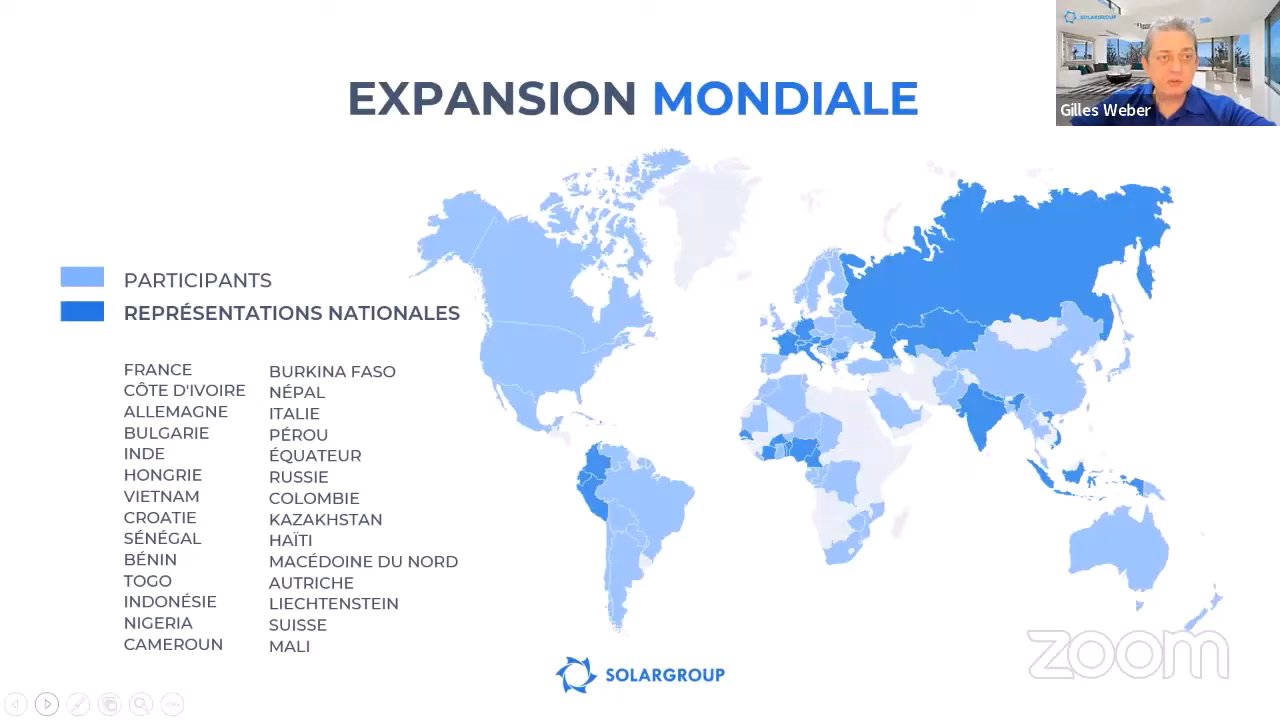 EXPANSION MONDIALE
SOLARGROUP
Gilles Weber
PARTICIPANTS
REPRÉSENTATIONS NATIONALES
FRANCE
CÔTE D'IVOIRE
ALLEMAGNE
BULGARIE
INDE
HONGRIE
VIETNAM
CROATIE
SÉNÉGAL
BÉNIN
TOGO
INDONÉSIE
NIGERIA
CAMEROUN
BURKINA FASO
NÉPAL
ITALIE
PÉROU
ÉQUATEUR
RUSSIE
COLOMBIE
KAZAKHSTAN
HAÏTI
MACÉDOINE DU NORD
AUTRICHE
LIECHTENSTEIN
SUISSE
MALI
SOLARGROUP
zoom